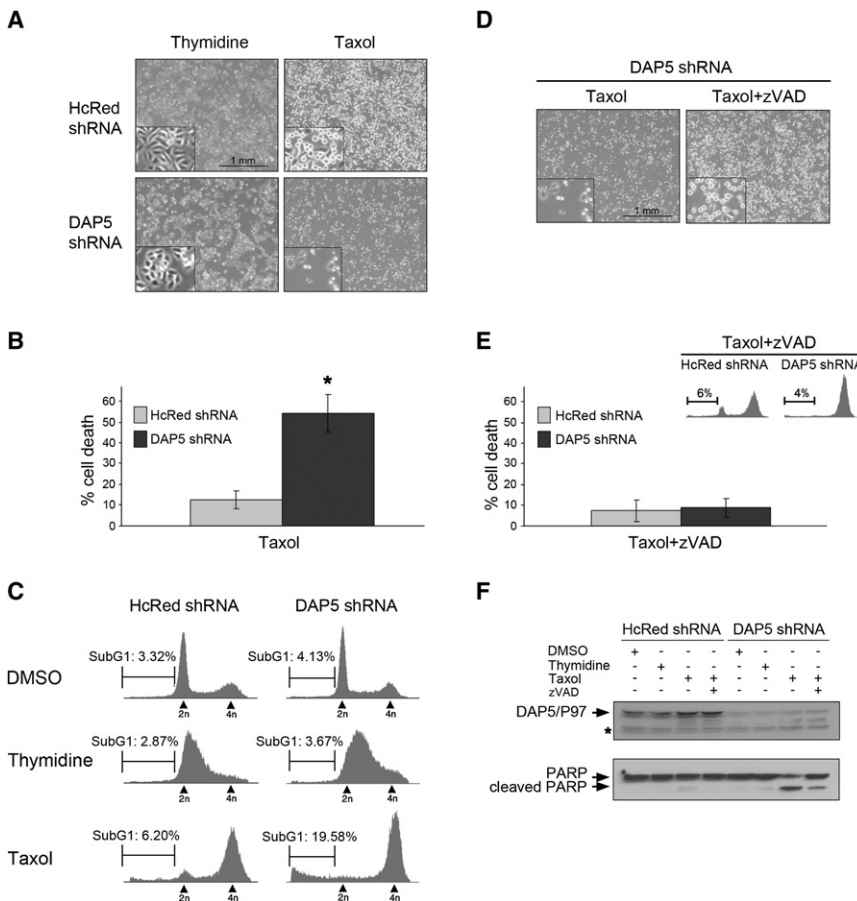 A
Thymidine
Taxol
HcRed
shRNA
1 mm
DAP5
shRNA
B
% cell death
60
50
40
30
20
10
0
HcRed shRNA
DAP5 shRNA
*
Taxol
C
HcRed shRNA
DAP5 shRNA
DMSO
SubG1: 3.32%
2n
4n
SubG1: 4.13%
2n
4n
Thymidine
SubG1: 2.87%
2n
4n
SubG1: 3.67%
2n
4n
Taxol
SubG1: 6.20%
2n
4n
SubG1: 19.58%
2n
4n
D
DAP5 shRNA
Taxol
Taxol+zVAD
1 mm
E
Taxol+zVAD
HcRed shRNA
DAP5 shRNA
6%
4%
% cell death
60
50
40
30
20
10
0
HcRed shRNA
DAP5 shRNA
Taxol+zVAD
F
HcRed shRNA DAP5 shRNA
DMSO + - - - + - - -
Thymidine - + - - - + - -
Taxol - - + + - - + +
zVAD - - - + - - - +
DAP5/P97
*
PARP
cleaved PARP